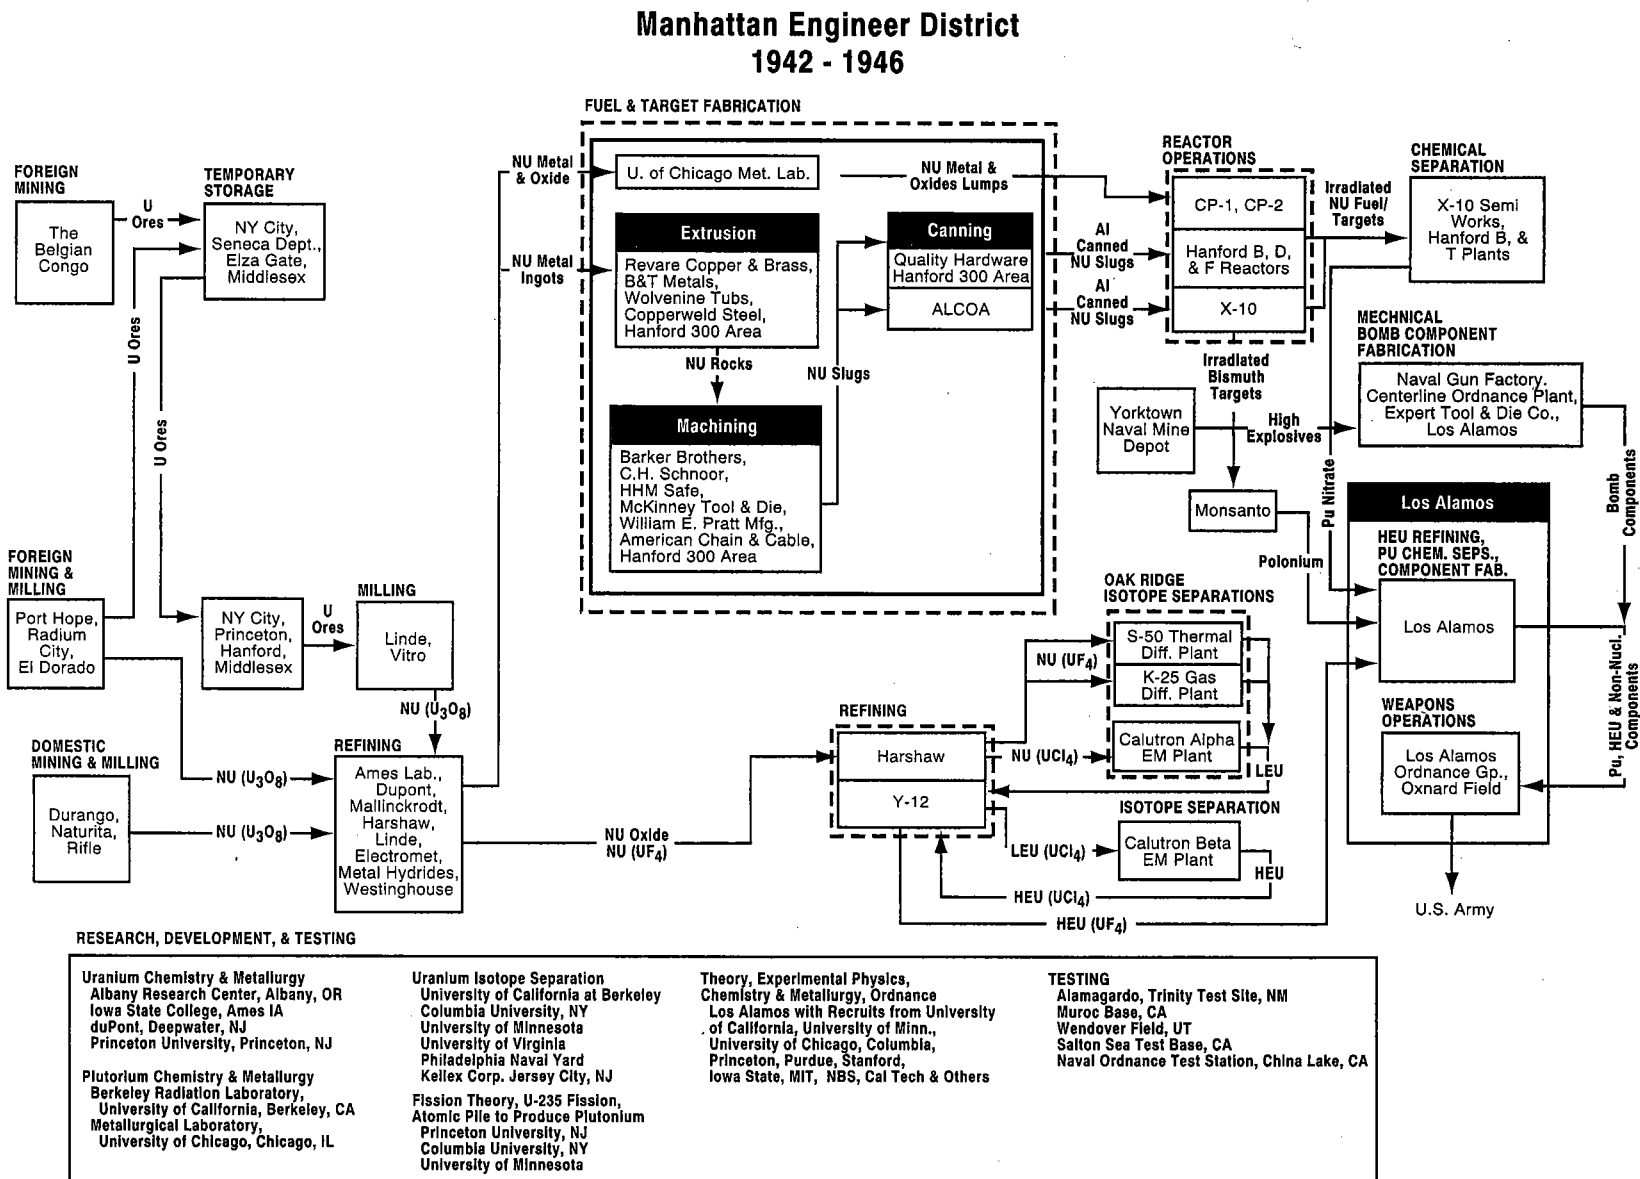 Manhattan Engineer District
1942 - 1946
FUEL & TARGET FABRICATION
FOREIGN
MINING
The
Belgian
Congo
U
Ores
TEMPORARY
STORAGE
NY City,
Seneca Dept.,
Elza Gate,
Middlesex
U Ores
U Ores
NU Metal
& Oxide
NU Metal
Ingots
U. of Chicago Met. Lab.
Extrusion
Revare Copper & Brass,
B&T Metals,
Wolvenine Tubs,
Copperweld Steel,
Hanford 300 Area
NU Rocks
Machining
Barker Brothers,
C.H. Schnoor,
HHM Safe,
McKinney Tool & Die,
William E. Pratt Mfg.,
American Chain & Cable,
Hanford 300 Area
NU Slugs
Canning
Quality Hardware
Hanford 300 Area
ALCOA
NU Metal &
Oxides Lumps
Al
Canned
NU Slugs
Al
Canned
NU Slugs
REACTOR
OPERATIONS
CP-1, CP-2
Hanford B, D,
& F Reactors
X-10
Irradiated
NU Fuel/
Targets
CHEMICAL
SEPARATION
X-10 Semi
Works,
Hanford B, &
T Plants
Irradiated
Bismuth
Targets
MECHNICAL
BOMB COMPONENT
FABRICATION
Naval Gun Factory.
Centerline Ordnance Plant,
Expert Tool & Die Co.,
Los Alamos
Yorktown
Naval Mine
Depot
High
Explosives
Monsanto
Polonium
Pu Nitrate
Bomb
Components
Los Alamos
HEU REFINING,
PU CHEM. SEPS.,
COMPONENT FAB.
Los Alamos
Pu, HEU & Non-Nucl.
Components
WEAPONS
OPERATIONS
Los Alamos
Ordnance Gp.,
Oxnard Field
U.S. Army
FOREIGN
MINING &
MILLING
Port Hope,
Radium
City,
El Dorado
NY City,
Princeton,
Hanford,
Middlesex
U
Ores
MILLING
Linde,
Vitro
NU (U3O8)
DOMESTIC
MINING & MILLING
Durango,
Naturita,
Rifle
NU (U3O8)
NU (U3O8)
REFINING
Ames Lab.,
Dupont,
Mallinckrodt,
Harshaw,
Linde,
Electromet,
Metal Hydrides,
Westinghouse
NU Oxide
NU (UF4)
REFINING
Harshaw
Y-12
OAK RIDGE
ISOTOPE SEPARATIONS
S-50 Thermal
Diff. Plant
K-25 Gas
Diff. Plant
Calutron Alpha
EM Plant
NU (UF4)
NU (UCl4)
LEU
ISOTOPE SEPARATION
Calutron Beta
EM Plant
LEU (UCl4)
HEU
HEU (UCl4)
HEU (UF4)
RESEARCH, DEVELOPMENT, & TESTING
Uranium Chemistry & Metallurgy
Albany Research Center, Albany, OR
Iowa State College, Ames IA
duPont, Deepwater, NJ
Princeton University, Princeton, NJ
Plutorium Chemistry & Metallurgy
Berkeley Radiation Laboratory,
University of California, Berkeley, CA
Metallurgical Laboratory,
University of Chicago, Chicago, IL
Uranium Isotope Separation
University of California at Berkeley
Columbia University, NY
University of Minnesota
University of Virginia
Philadelphia Naval Yard
Kellex Corp. Jersey City, NJ
Fission Theory, U-235 Fission,
Atomic Pile to Produce Plutonium
Princeton University, NJ
Columbia University, NY
University of Minnesota
Theory, Experimental Physics,
Chemistry & Metallurgy, Ordnance
Los Alamos with Recruits from University
of California, University of Minn.,
University of Chicago, Columbia,
Princeton, Purdue, Stanford,
Iowa State, MIT, NBS, Cal Tech & Others
TESTING
Alamagardo, Trinity Test Site, NM
Muroc Base, CA
Wendover Field, UT
Salton Sea Test Base, CA
Naval Ordnance Test Station, China Lake, CA